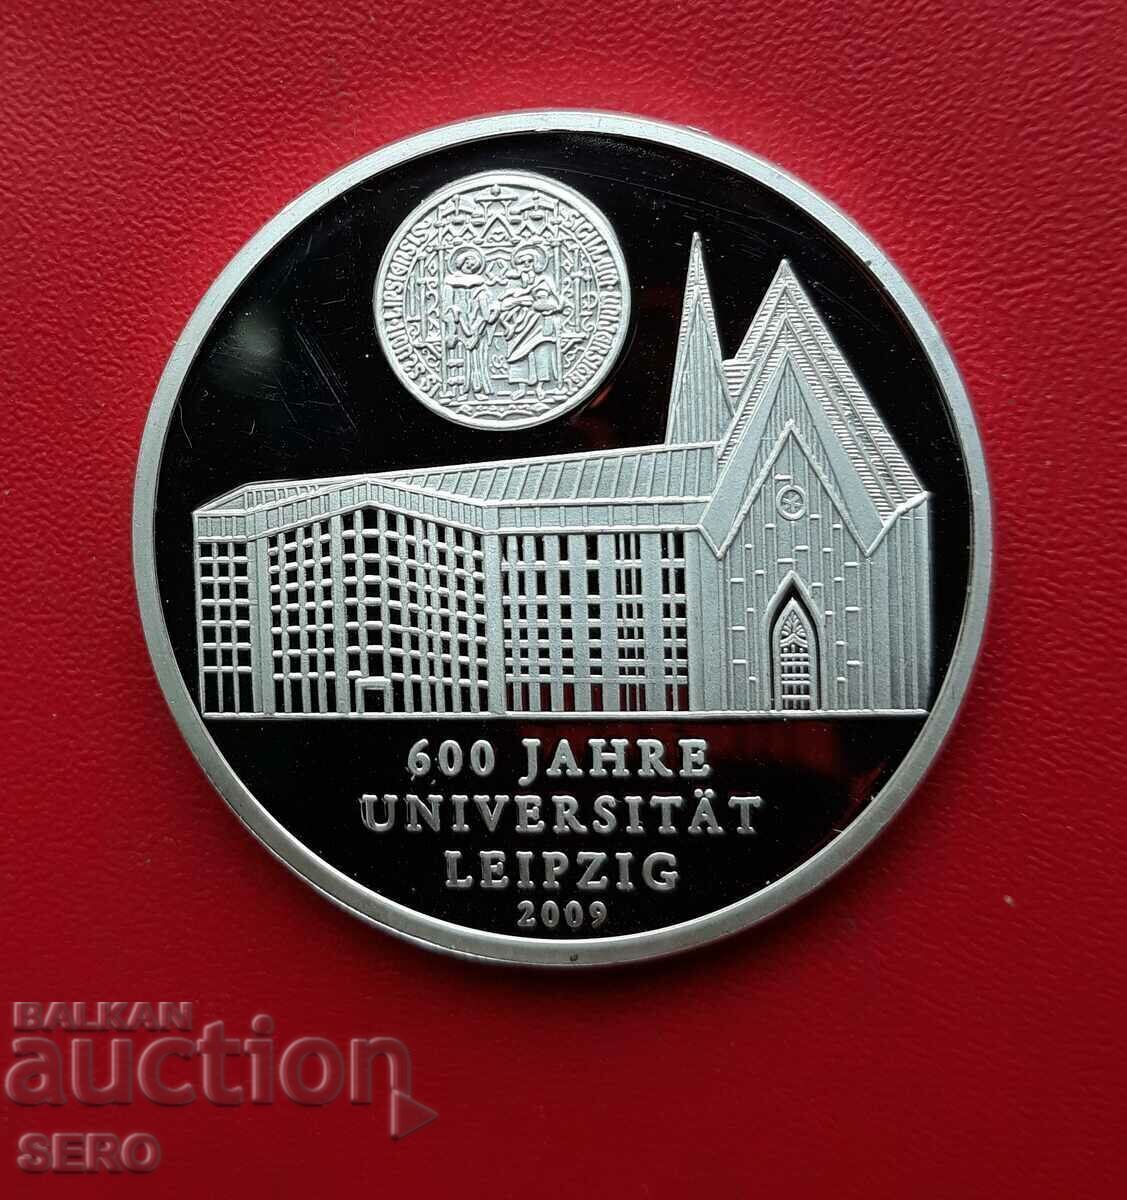 600 JAHRE
UNIVERSITÄT
LEIPZIG
2009
BALKAN
auction
SERO